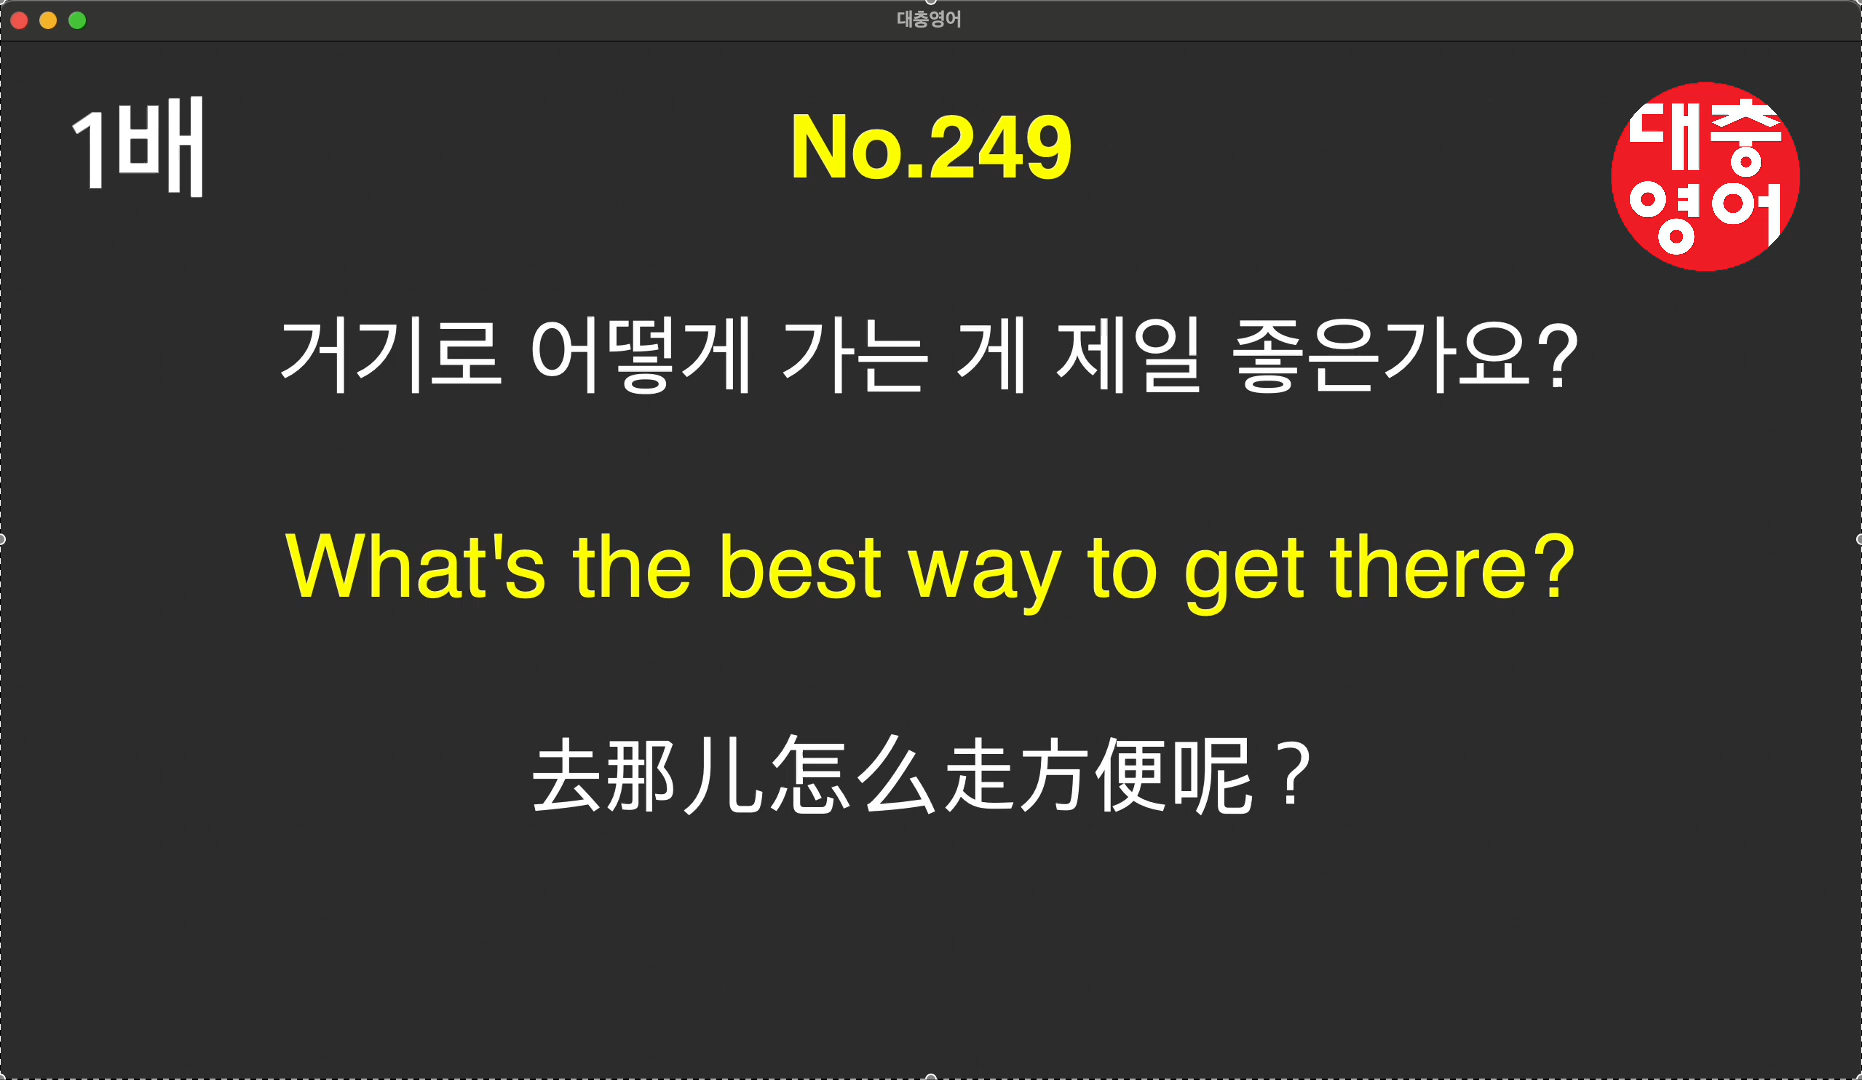 대충영어
1배
No.249
대충
영어
거기로 어떻게 가는 게 제일 좋은가요?
What's the best way to get there?
去那儿怎么走方便呢？